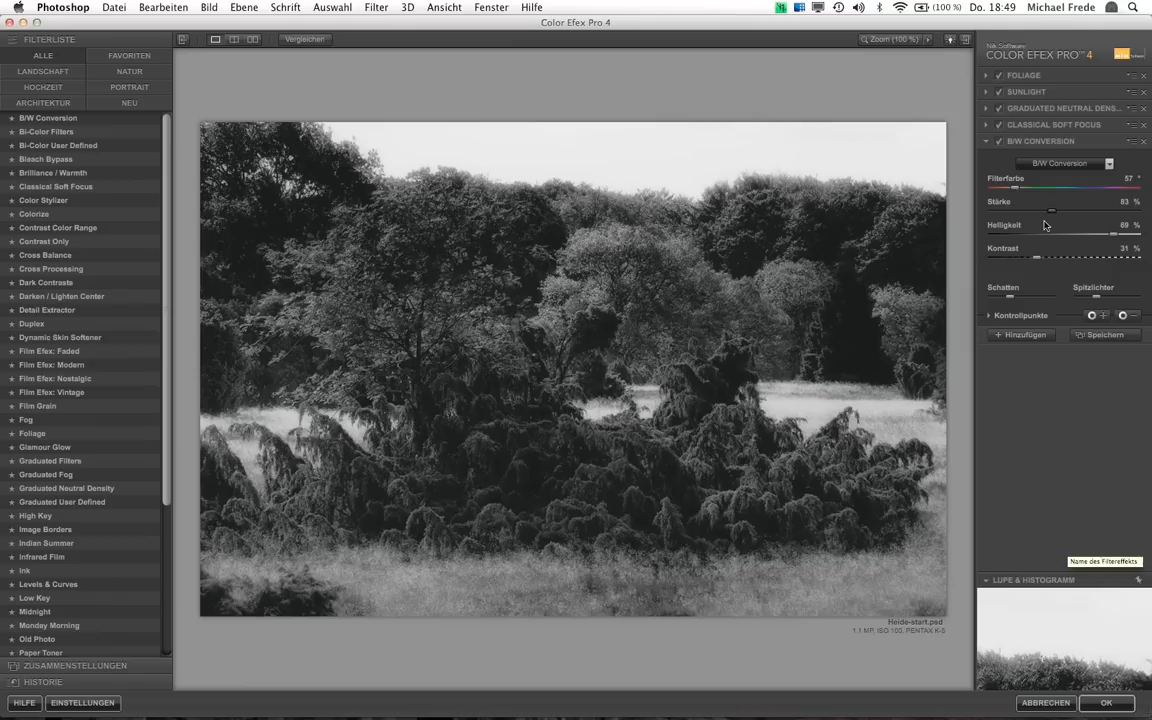 Photoshop Datei Bearbeiten Bild Ebene Schrift Auswahl Filter 3D Ansicht Fenster Hilfe (100 %) Do. 18:49 Michael Frede
Color Efex Pro 4
FILTERLISTE
ALLE FAVORITEN
LANDSCHAFT NATUR
HOCHZEIT PORTRAIT
ARCHITEKTUR NEU
B/W Conversion
Bi-Color Filters
Bi-Color User Defined
Bleach Bypass
Brilliance / Warmth
Classical Soft Focus
Color Stylizer
Colorize
Contrast Color Range
Contrast Only
Cross Balance
Cross Processing
Dark Contrasts
Darken / Lighten Center
Detail Extractor
Duplex
Dynamic Skin Softener
Film Efex: Faded
Film Efex: Modern
Film Efex: Nostalgic
Film Efex: Vintage
Film Grain
Fog
Foliage
Glamour Glow
Graduated Filters
Graduated Fog
Graduated Neutral Density
Graduated User Defined
High Key
Image Borders
Indian Summer
Infrared Film
Ink
Levels & Curves
Low Key
Midnight
Monday Morning
Old Photo
Paper Toner
ZUSAMMENSTELLUNGEN
HISTORIE
HILFE EINSTELLUNGEN
Vergleichen
Zoom (100 %)
Heide-start.psd
1.1 MP, ISO 100, PENTAX K-5
Nik Software
COLOR EFEX PRO™ 4
FOLIAGE
SUNLIGHT
GRADUATED NEUTRAL DENS...
CLASSICAL SOFT FOCUS
B/W CONVERSION
B/W Conversion
Filterfarbe 57 °
Stärke 83 %
Helligkeit 69 %
Kontrast 31 %
Schatten Spitzlichter
Kontrollpunkte
Hinzufügen Speichern
Name des Filtereffekts
LUPE & HISTOGRAMM
ABBRECHEN OK